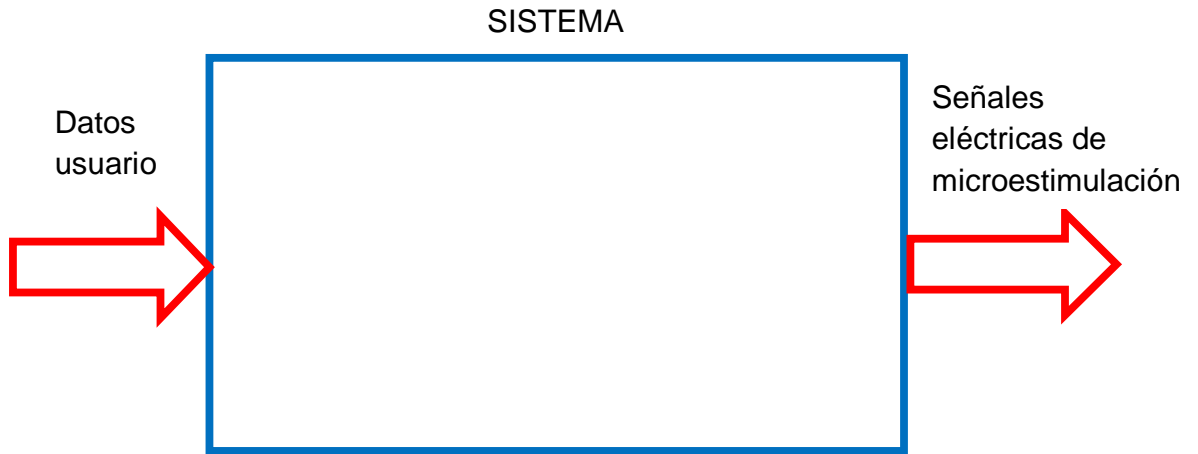 SISTEMA
Datos
usuario
Señales
eléctricas de
microestimulación